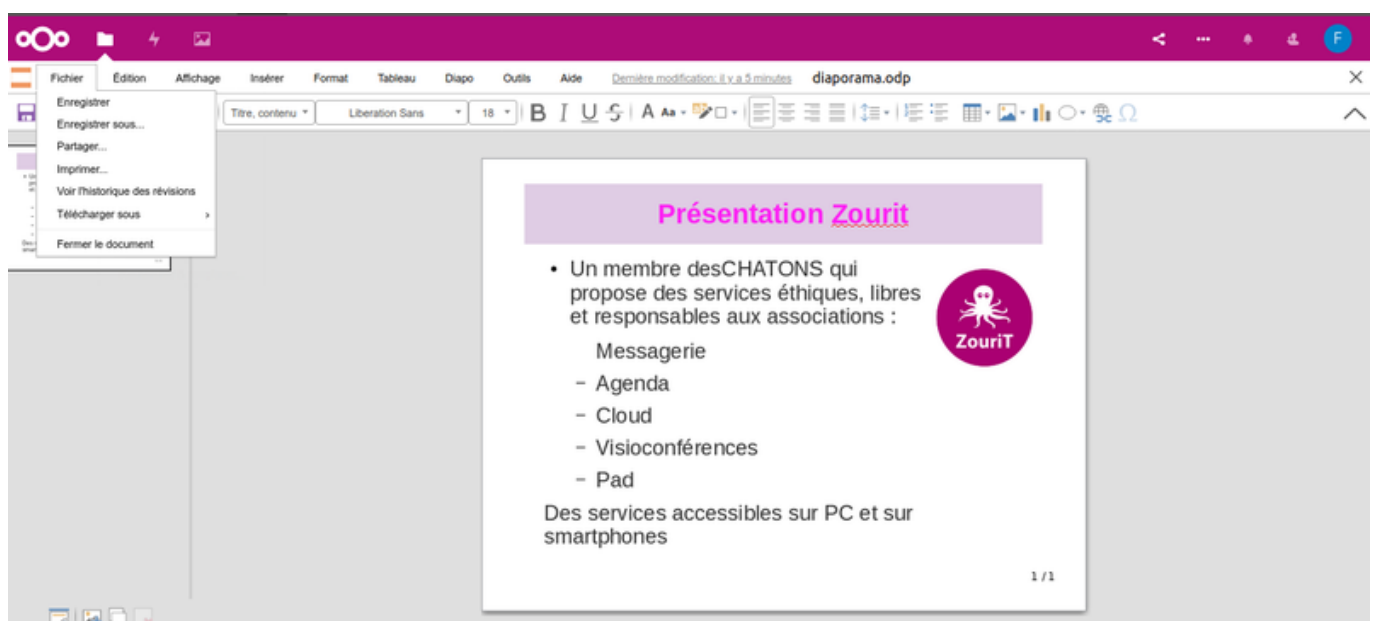 F
Fichier Édition Affichage Insérer Format Tableau Diapo Outils Aide Dernière modification: il y a 5 minutes diaporama.odp
Titre, contenu Liberation Sans 18 B I U S A Aa
Enregistrer
Enregistrer sous...
Partager...
Imprimer...
Voir l'historique des révisions
Télécharger sous
Fermer le document
Présentation Zourit
• Un membre desCHATONS qui
propose des services éthiques, libres
et responsables aux associations :
Messagerie
– Agenda
– Cloud
– Visioconférences
– Pad
Des services accessibles sur PC et sur
smartphones
ZouriT
1 / 1